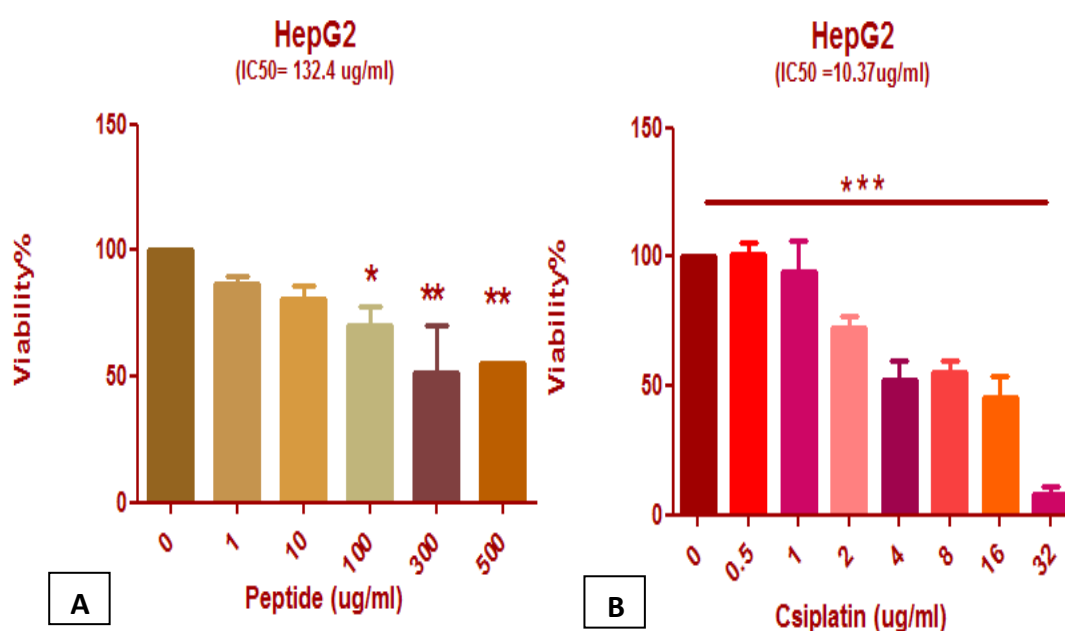 HepG2
(IC50= 132.4 ug/ml)
150
100
50
0
Viability%
*
**
**
0
1
10
100
300
500
Peptide (ug/ml)
A
HepG2
(IC50 =10.37ug/ml)
150
100
50
0
Viability%
***
0
0.5
1
2
4
8
16
32
Csiplatin (ug/ml)
B